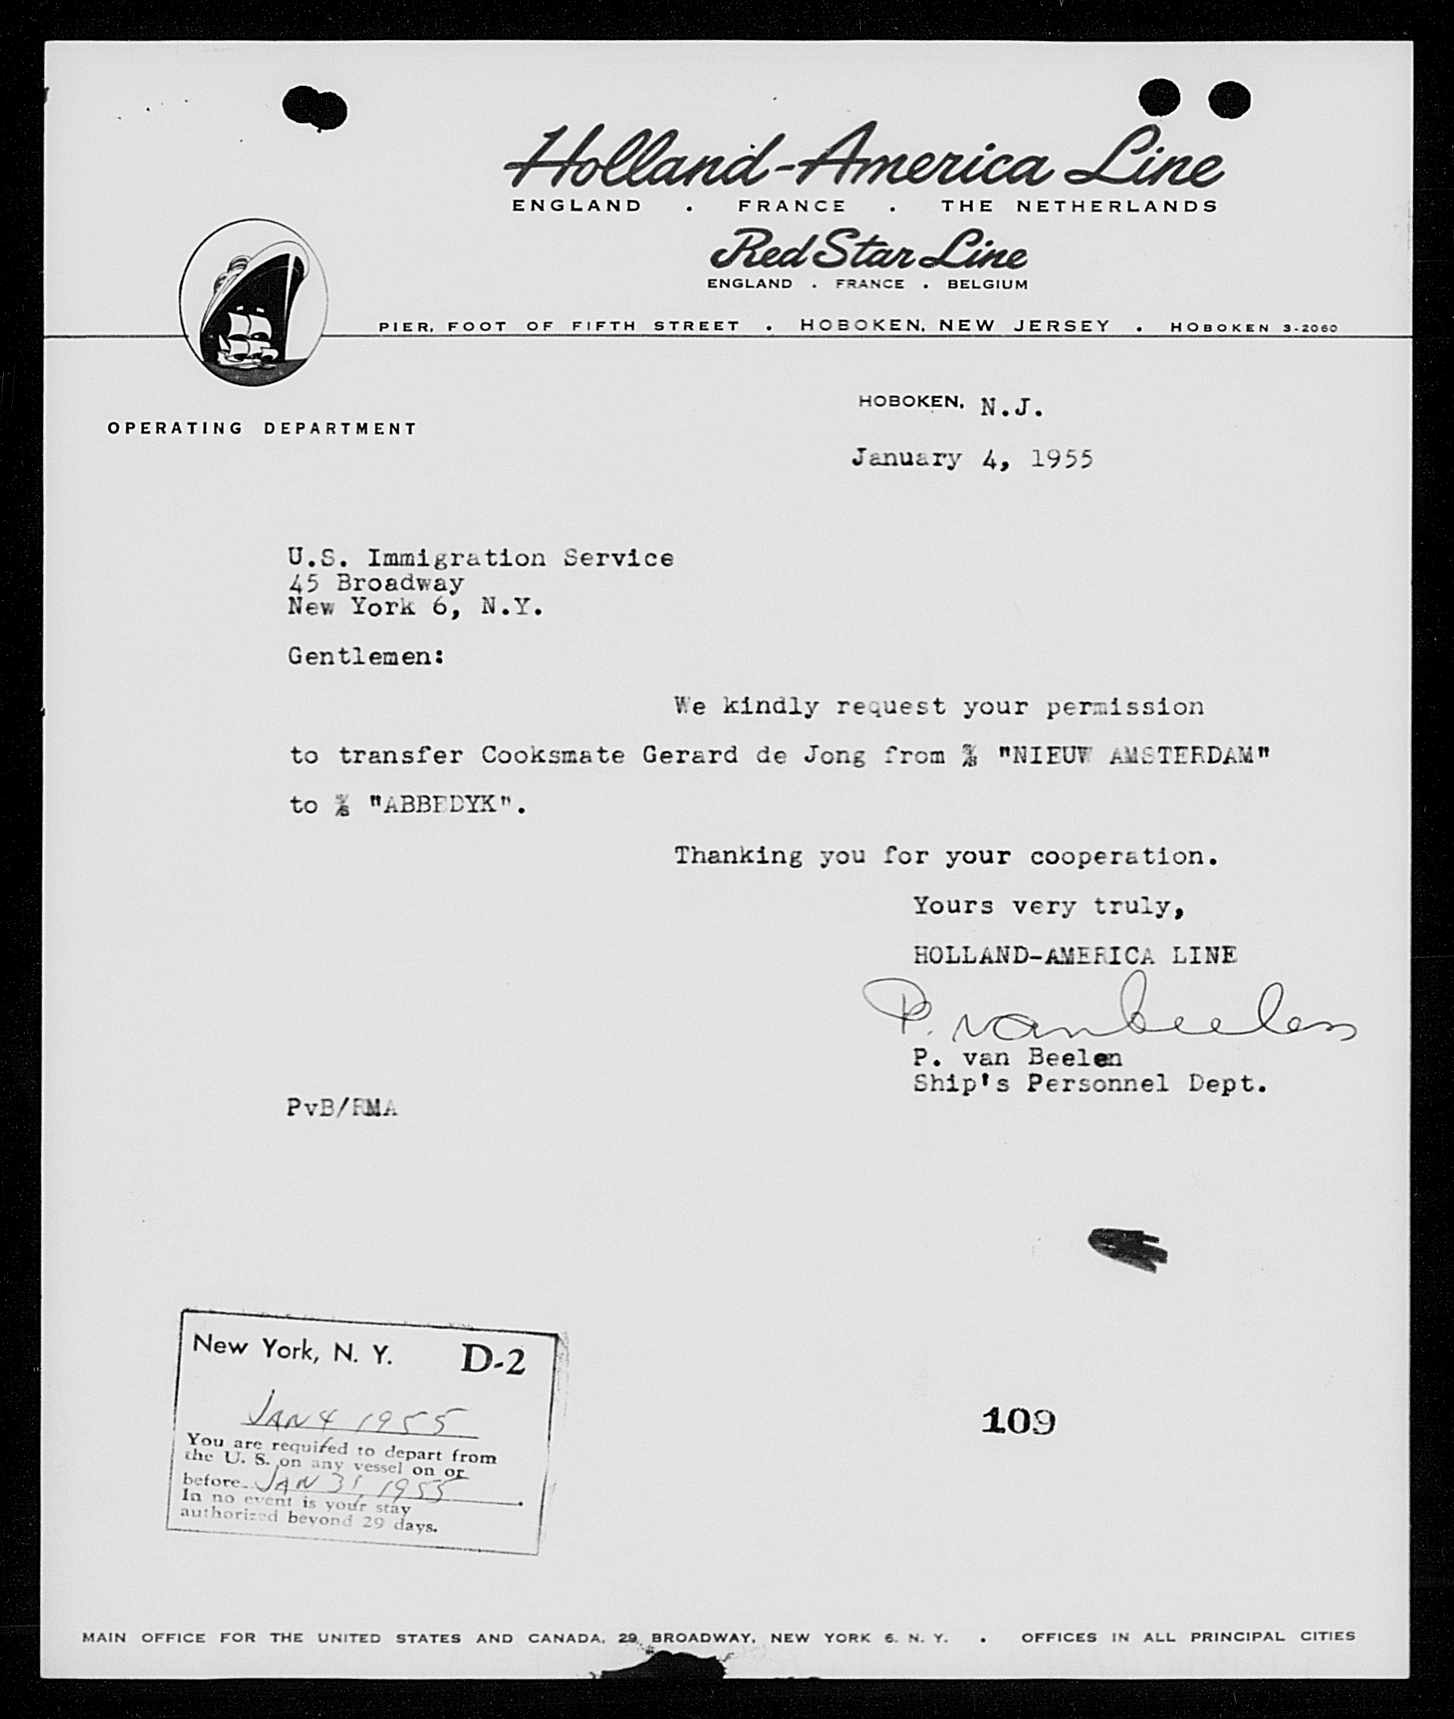 Holland-America Line
ENGLAND . FRANCE . THE NETHERLANDS
Red Star Line
ENGLAND . FRANCE . BELGIUM
PIER, FOOT OF FIFTH STREET . HOBOKEN, NEW JERSEY . HOBOKEN 3-2060
OPERATING DEPARTMENT
HOBOKEN, N.J.
January 4, 1955
U.S. Immigration Service
45 Broadway
New York 6, N.Y.
Gentlemen:
We kindly request your permission
to transfer Cooksmate Gerard de Jong from S/S "NIEUW AMSTERDAM"
to S/S "ABBEDYK".
Thanking you for your cooperation.
Yours very truly,
HOLLAND-AMERICA LINE
P. van Beelen
P. van Beelen
Ship's Personnel Dept.
PvB/RMA
New York, N. Y. D-2
JAN 4 1955
You are required to depart from
the U. S. on any vessel on or
before JAN 31, 1955.
In no event is your stay
authorized beyond 29 days.
109
MAIN OFFICE FOR THE UNITED STATES AND CANADA, 29 BROADWAY, NEW YORK 6. N. Y. . OFFICES IN ALL PRINCIPAL CITIES